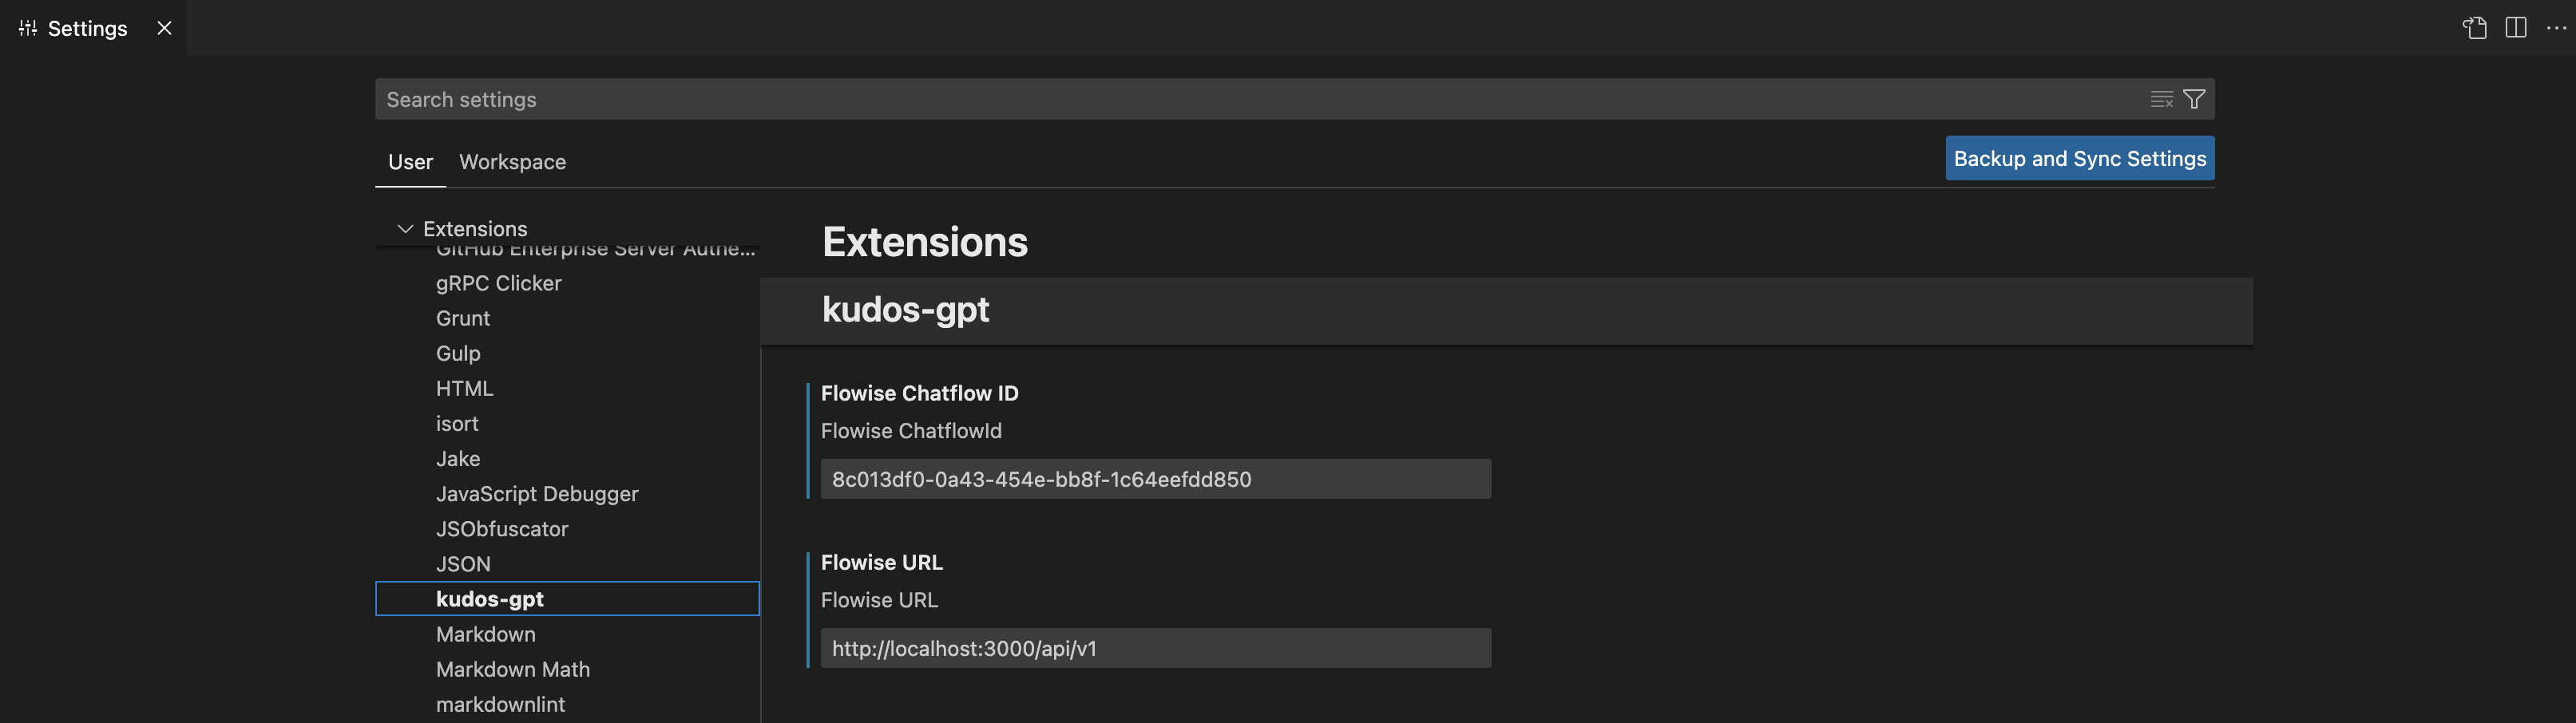 Settings
Search settings
User Workspace
Backup and Sync Settings
Extensions
GitHub Enterprise Server Authe...
gRPC Clicker
Grunt
Gulp
HTML
isort
Jake
JavaScript Debugger
JSObfuscator
JSON
kudos-gpt
Markdown
Markdown Math
markdownlint
Extensions
kudos-gpt
Flowise Chatflow ID
Flowise ChatflowId
8c013df0-0a43-454e-bb8f-1c64eefdd850
Flowise URL
Flowise URL
http://localhost:3000/api/v1